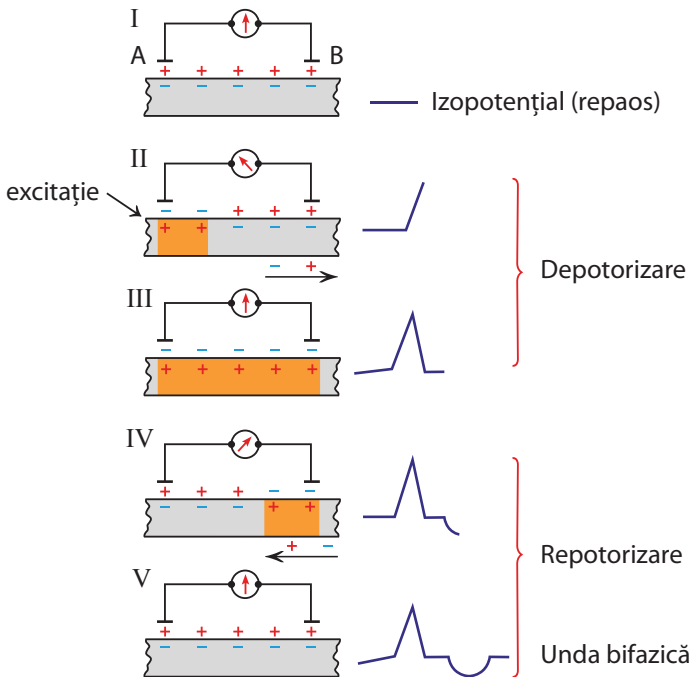 I
A B
+ + + + +
– – – – –
Izopotențial (repaos)
II
excitație
– – + + +
+ + – – –
– +
Depotorizare
III
– – – – –
+ + + + +
IV
+ + + – –
– – – + +
+ –
Repotorizare
V
+ + + + +
– – – – –
Unda bifazică